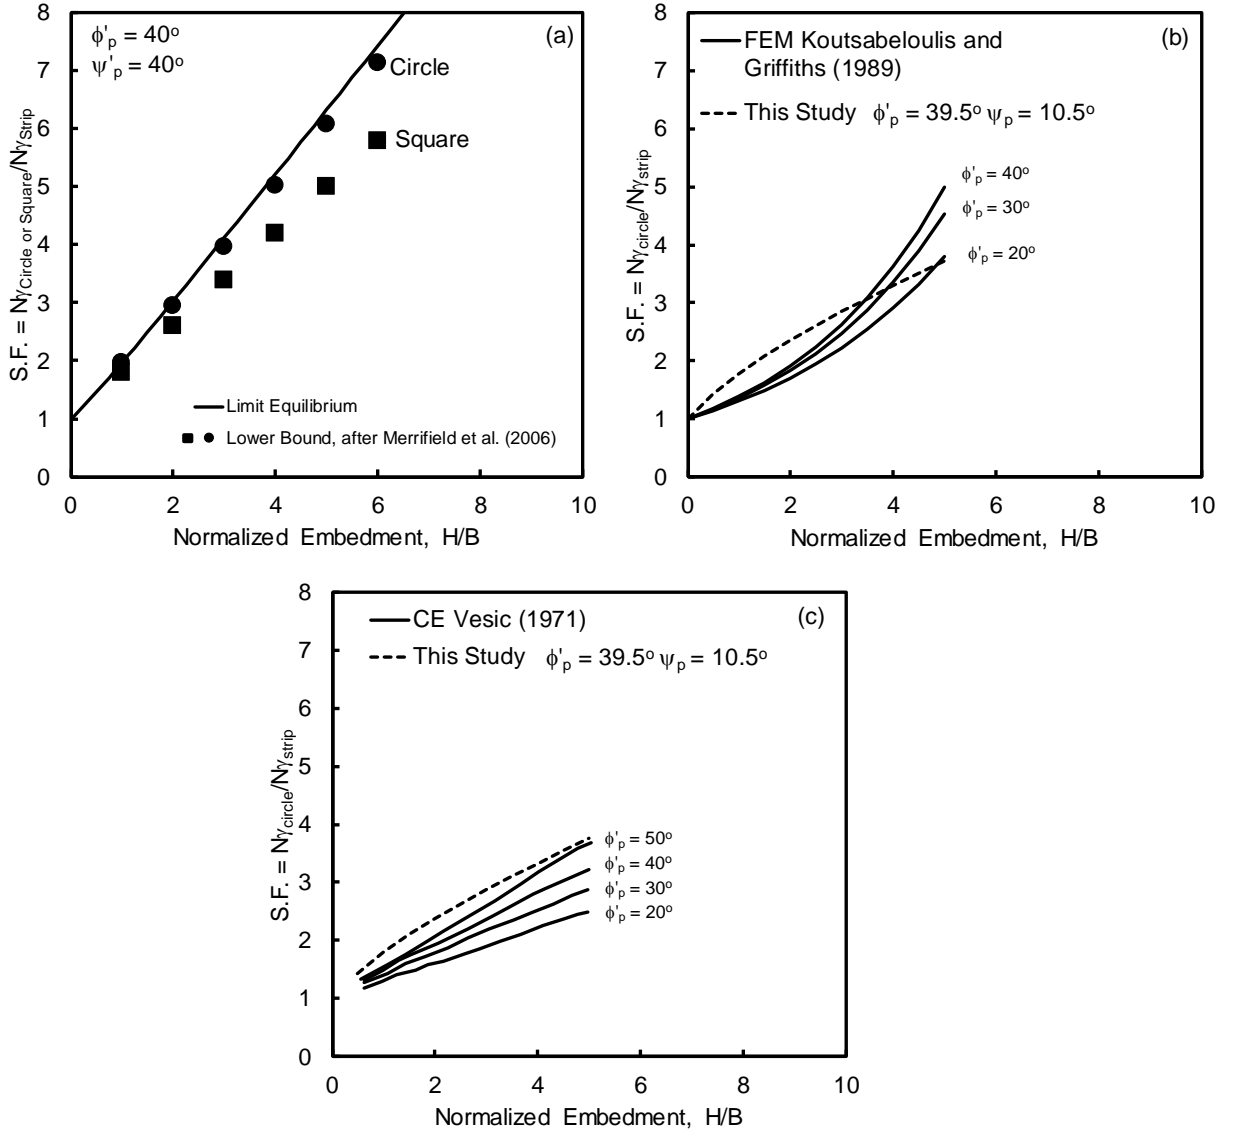 (a)
ϕ'p = 40o
ψ'p = 40o
Circle
Square
Limit Equilibrium
Lower Bound, after Merrifield et al. (2006)
S.F. = NγCircle or Square/NγStrip
8
7
6
5
4
3
2
1
0
0 2 4 6 8 10
Normalized Embedment, H/B
(b)
FEM Koutsabeloulis and
Griffiths (1989)
This Study ϕ'p = 39.5o ψp = 10.5o
ϕ'p = 40o
ϕ'p = 30o
ϕ'p = 20o
S.F. = Nγcircle/Nγstrip
8
7
6
5
4
3
2
1
0
0 2 4 6 8 10
Normalized Embedment, H/B
(c)
CE Vesic (1971)
This Study ϕ'p = 39.5o ψp = 10.5o
ϕ'p = 50o
ϕ'p = 40o
ϕ'p = 30o
ϕ'p = 20o
S.F. = Nγcircle/Nγstrip
8
7
6
5
4
3
2
1
0
0 2 4 6 8 10
Normalized Embedment, H/B